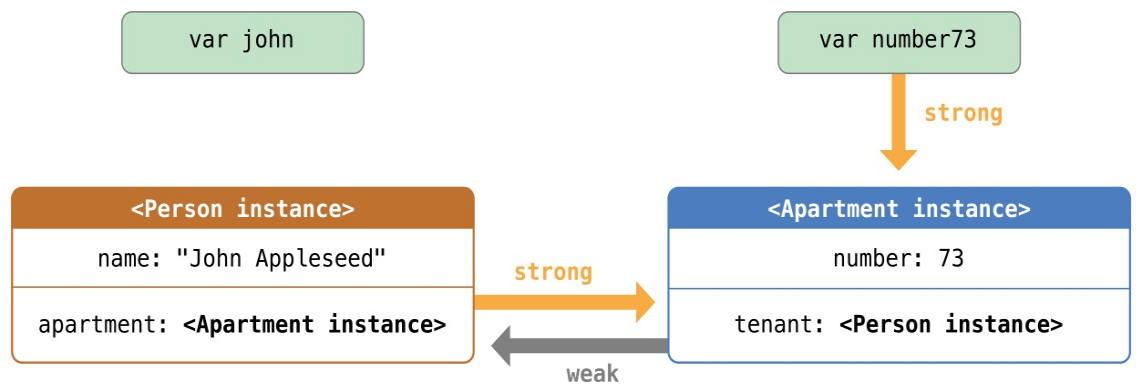 var john
var number73
strong
<Person instance>
<Apartment instance>
name: "John Appleseed"
number: 73
strong
apartment: <Apartment instance>
tenant: <Person instance>
weak